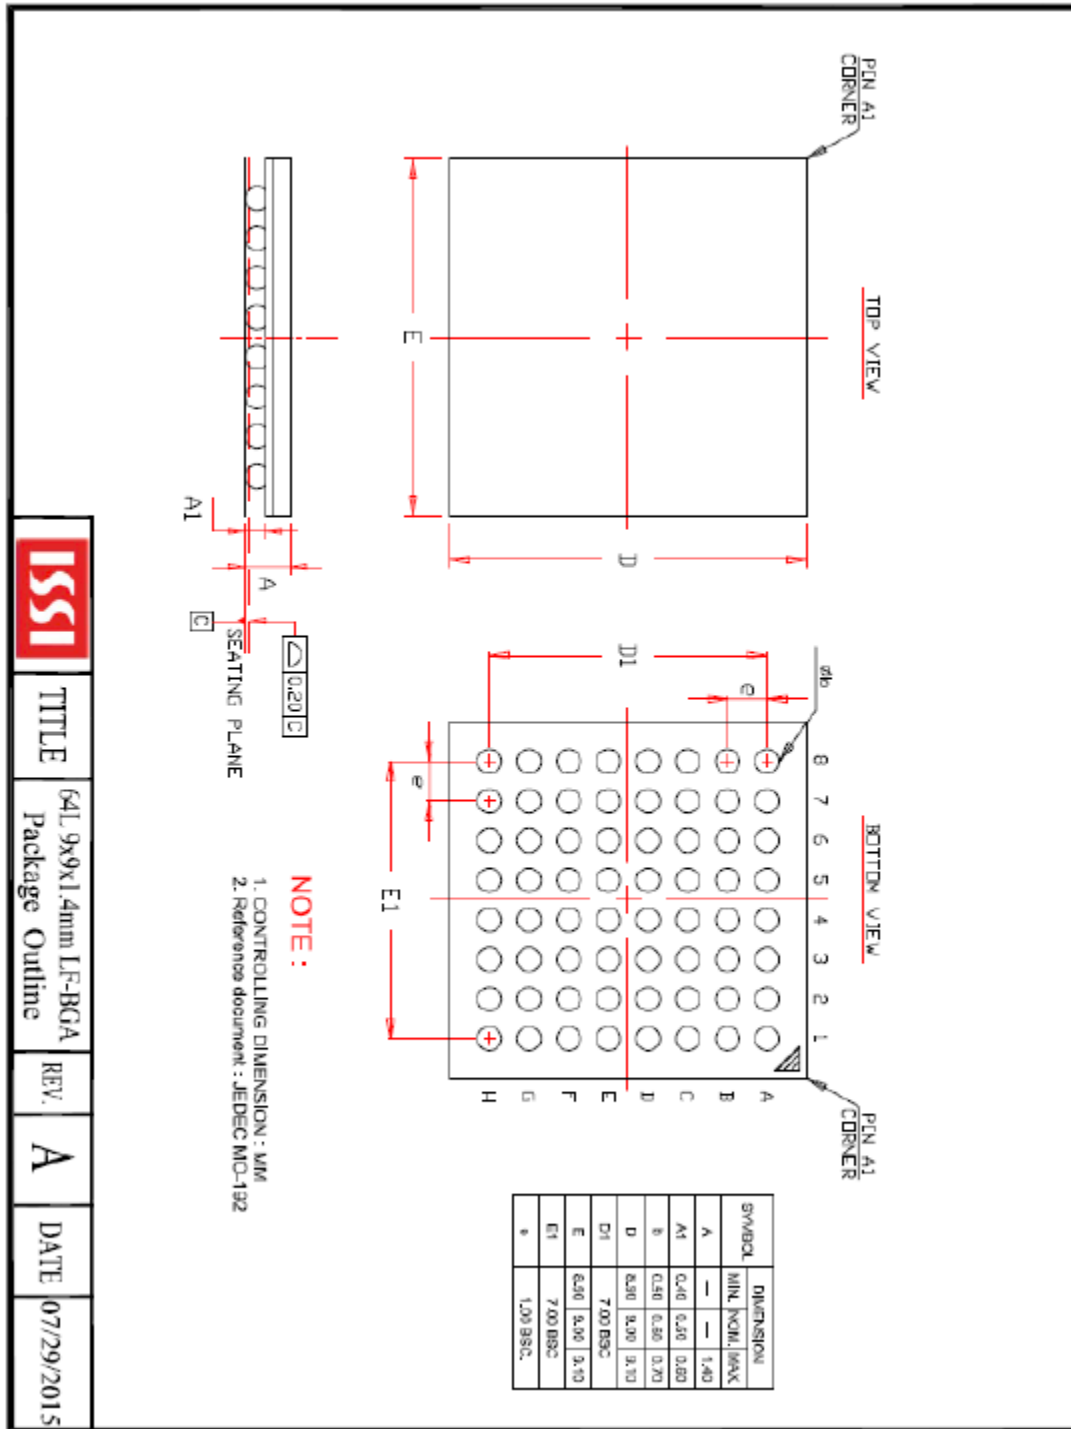 TOP VIEW
BOTTOM VIEW
PIN A1
CORNER
E
D
A1
A
C
0.20 C
SEATING PLANE
8 7 6 5 4 3 2 1
A
B
C
D
E
F
G
H
D1
e
e
E1
øb
PIN A1
CORNER
SYMBOL DIMENSION
MIN. NOM. MAX.
A — — 1.40
A1 0.40 0.50 0.60
b 0.60 0.70
D 8.90 9.00 9.10
D1 7.00 BSC
E 8.90 9.00 9.10
E1 7.00 BSC
e 1.00 BSC.
NOTE :
1. CONTROLLING DIMENSION : MM
2. Reference document : JEDEC MO-192
ISSI
TITLE
64L 9x9x1.4mm LF-BGA
Package Outline
REV.
A
DATE
07/29/2015